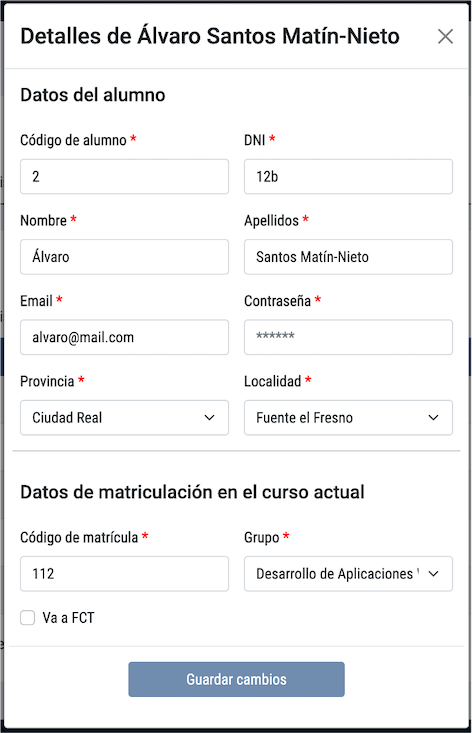 Detalles de Álvaro Santos Matín-Nieto
Datos del alumno
Código de alumno * DNI *
2 12b
Nombre * Apellidos *
Álvaro Santos Matín-Nieto
Email * Contraseña *
alvaro@mail.com ******
Provincia * Localidad *
Ciudad Real Fuente el Fresno
Datos de matriculación en el curso actual
Código de matrícula * Grupo *
112 Desarrollo de Aplicaciones
Va a FCT
Guardar cambios